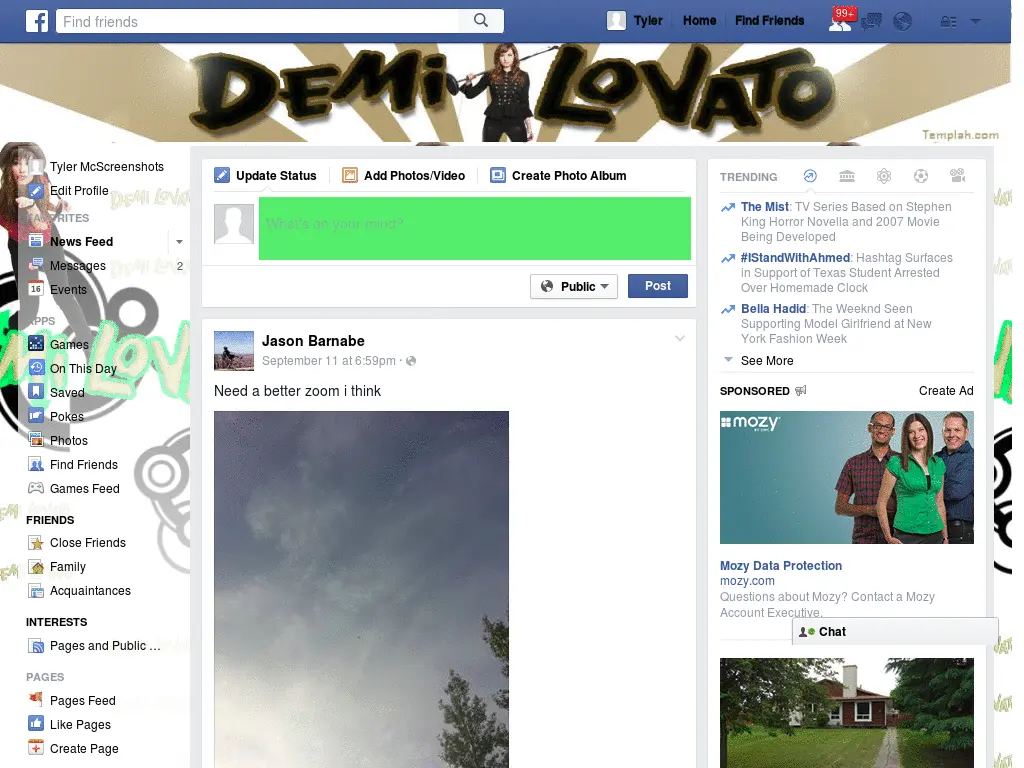 Find friends
Tyler
Home
Find Friends
99+
DEMI LOVATO
Templah.com
Tyler McScreenshots
Edit Profile
FAVORITES
News Feed
Messages
2
16
Events
APPS
Games
On This Day
Saved
Pokes
Photos
Find Friends
Games Feed
FRIENDS
Close Friends
Family
Acquaintances
INTERESTS
Pages and Public ...
PAGES
Pages Feed
Like Pages
Create Page
Update Status
Add Photos/Video
Create Photo Album
What's on your mind?
Public
Post
Jason Barnabe
September 11 at 6:59pm ·
Need a better zoom i think
TRENDING
The Mist: TV Series Based on Stephen
King Horror Novella and 2007 Movie
Being Developed
#IStandWithAhmed: Hashtag Surfaces
in Support of Texas Student Arrested
Over Homemade Clock
Bella Hadid: The Weeknd Seen
Supporting Model Girlfriend at New
York Fashion Week
See More
SPONSORED
Create Ad
mozy
Mozy Data Protection
mozy.com
Questions about Mozy? Contact a Mozy
Account Executive.
Chat